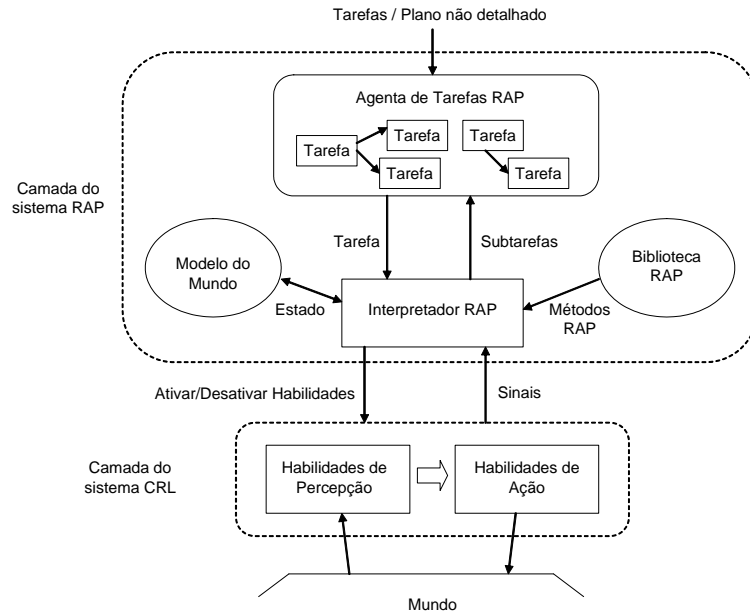 Tarefas / Plano não detalhado
Agenta de Tarefas RAP
Tarefa
Tarefa
Tarefa
Tarefa
Tarefa
Camada do
sistema RAP
Tarefa
Subtarefas
Modelo do
Mundo
Biblioteca
RAP
Estado
Interpretador RAP
Métodos
RAP
Ativar/Desativar Habilidades
Sinais
Camada do
sistema CRL
Habilidades de
Percepção
Habilidades de
Ação
Mundo